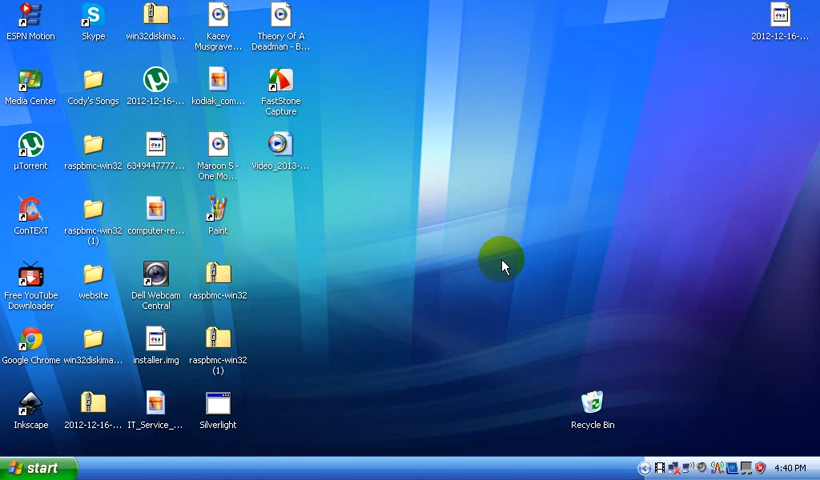 ESPN Motion
Skype
win32diskima...
Kacey
Musgrave...
Theory Of A
Deadman - B...
2012-12-16-...
Media Center
Cody's Songs
2012-12-16-...
kodiak_com...
FastStone
Capture
µTorrent
raspbmc-win32
6349447777...
Maroon 5 -
One Mo...
Video_2013-...
ConTEXT
raspbmc-win32
(1)
computer-re...
Paint
Free YouTube
Downloader
website
Dell Webcam
Central
raspbmc-win32
Google Chrome
win32diskima...
installer.img
raspbmc-win32
(1)
Inkscape
2012-12-16-...
IT_Service_...
Silverlight
Recycle Bin
start
4:40 PM